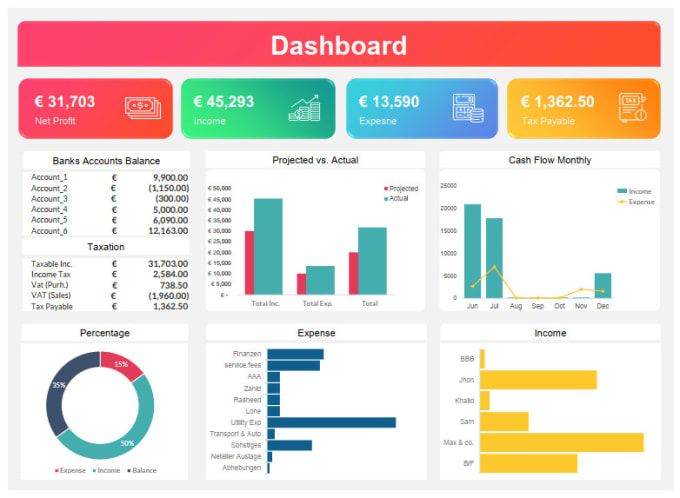 Dashboard
€ 31,703
Net Profit
€ 45,293
Income
€ 13,590
Expesne
€ 1,362.50
Tax Payable
TAX
Banks Accounts Balance
Account_1 € 9,900.00
Account_2 € (1,150.00)
Account_3 € (300.00)
Account_4 € 5,000.00
Account_5 € 6,090.00
Account_6 € 12,163.00
Taxation
Taxable Inc. € 31,703.00
Income Tax € 2,584.00
Vat (Purh.) € 738.50
VAT (Sales) € (1,960.00)
Tax Payable € 1,362.50
Projected vs. Actual
€ 50,000
€ 45,000
€ 40,000
€ 35,000
€ 30,000
€ 25,000
€ 20,000
€ 15,000
€ 10,000
€ 5,000
€ -
Total Inc. Total Exp. Total
Projected
Actual
Cash Flow Monthly
25000
20000
15000
10000
5000
0
Jun Jul Aug Sep Oct Nov Dec
Income
Expense
Percentage
15%
35%
50%
Expense Income Balance
Expense
Finanzen
service fees
AAA
Zahid
Rasheed
Lone
Utility Exp
Transport & Auto
Sonstiges
Neteller Auslage
Abhebungen
Income
BBB
Jhon
Khalid
Sam
Max & co.
B/F